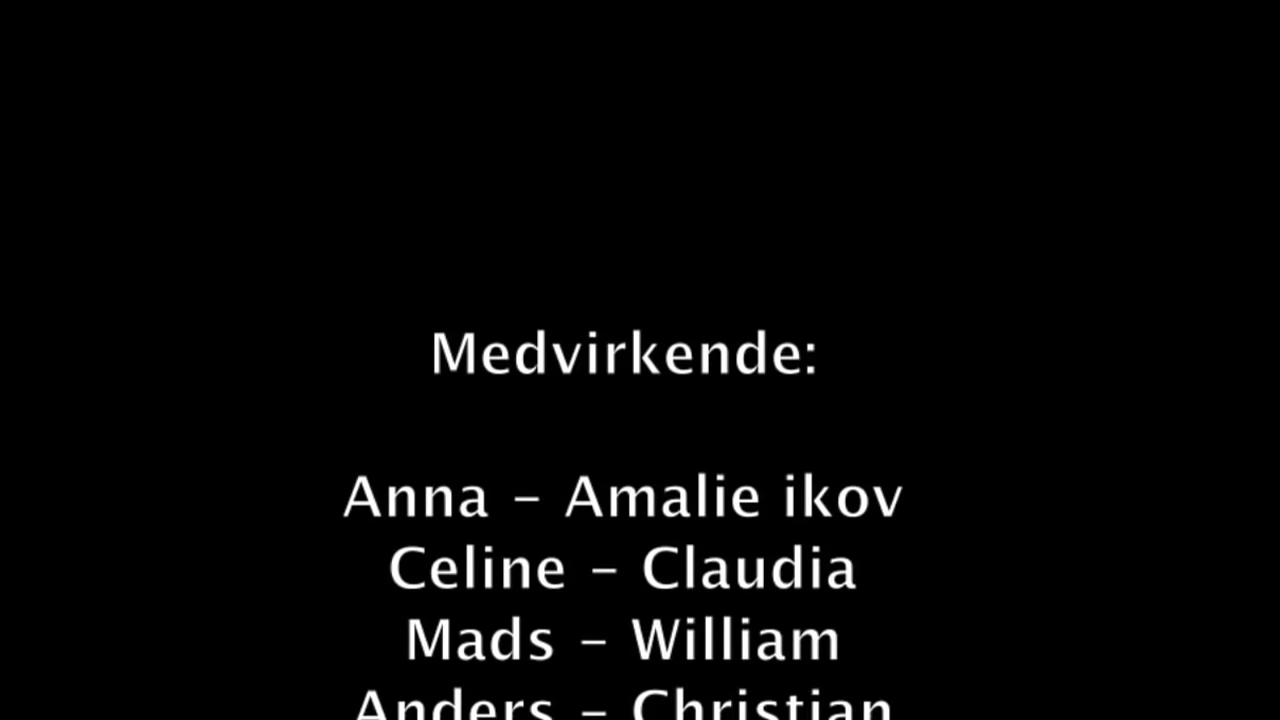 Medvirkende:
Anna - Amalie ikov
Celine - Claudia
Mads - William
Anders - Christian